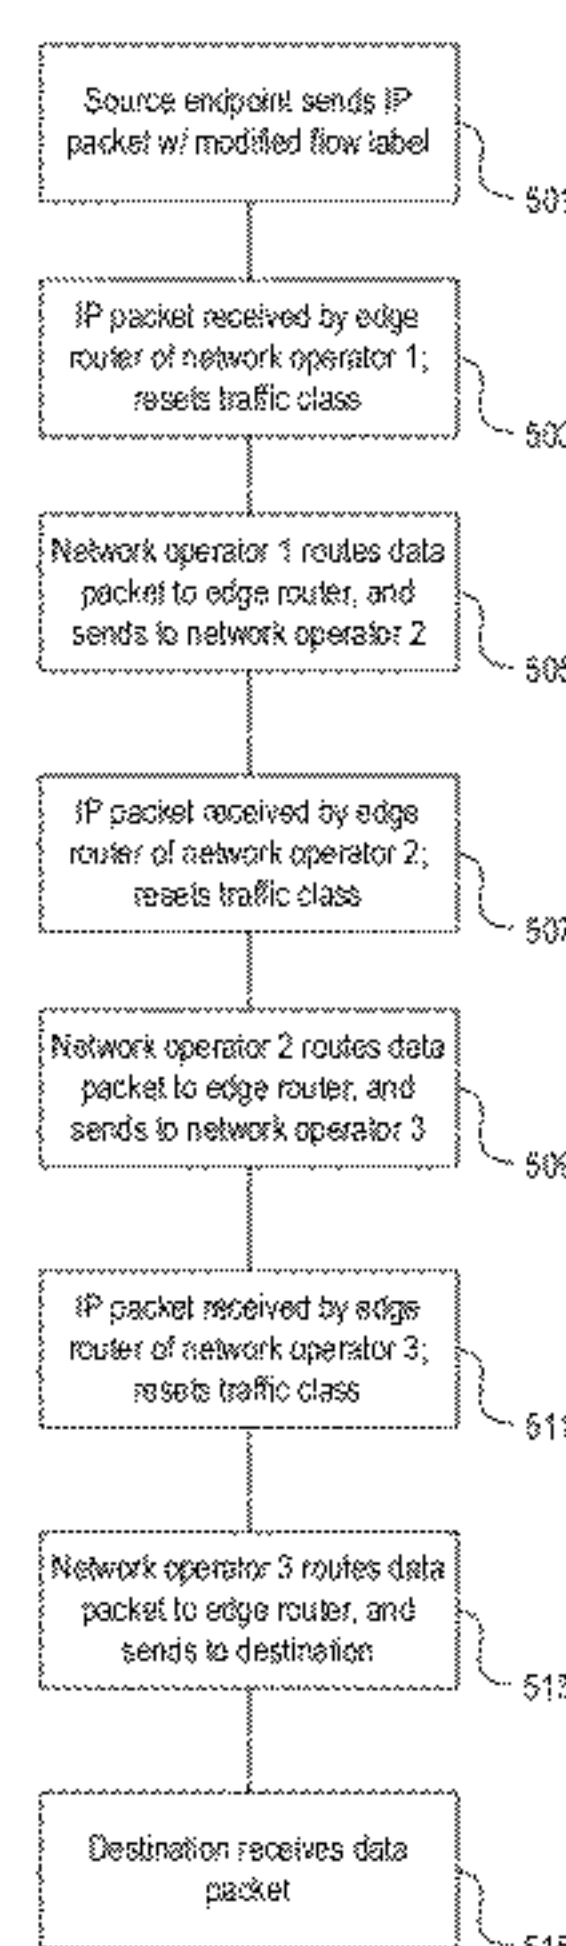 Source endpoint sends IP
packet w/ modified flow label
501
IP packet received by edge
router of network operator 1;
resets traffic class
503
Network operator 1 routes data
packet to edge router, and
sends to network operator 2
505
IP packet received by edge
router of network operator 2;
resets traffic class
507
Network operator 2 routes data
packet to edge router, and
sends to network operator 3
509
IP packet received by edge
router of network operator 3;
resets traffic class
511
Network operator 3 routes data
packet to edge router, and
sends to destination
513
Destination receives data
packet
515